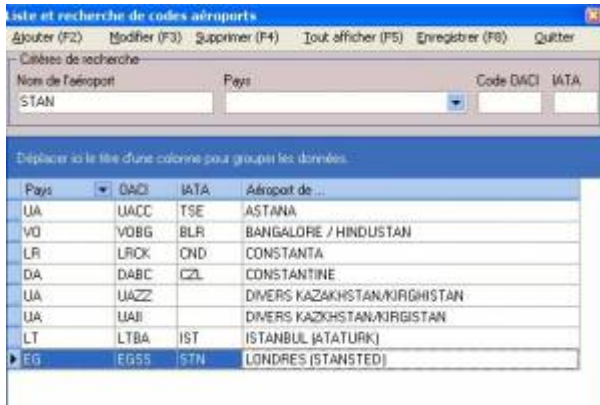 Liste et recherche de codes aéroports
Ajouter (F2) Modifier (F3) Supprimer (F4) Tout afficher (F5) Enregistrer (F8) Quitter
Critères de recherche
Nom de l'aéroport Pays Code OACI IATA
STAN
Déplacer ici le titre d'une colonne pour grouper les données.
Pays OACI IATA Aéroport de ...
UA UACC TSE ASTANA
VO VOBG BLR BANGALORE / HINDUSTAN
LR LRCK CND CONSTANTA
DA DABC CZL CONSTANTINE
UA UAZZ DIVERS KAZAKHSTAN/KIRGHISTAN
UA UAII DIVERS KAZKHSTAN/KIRGISTAN
LT LTBA IST ISTANBUL (ATATURK)
EG EGSS STN LONDRES (STANSTED)